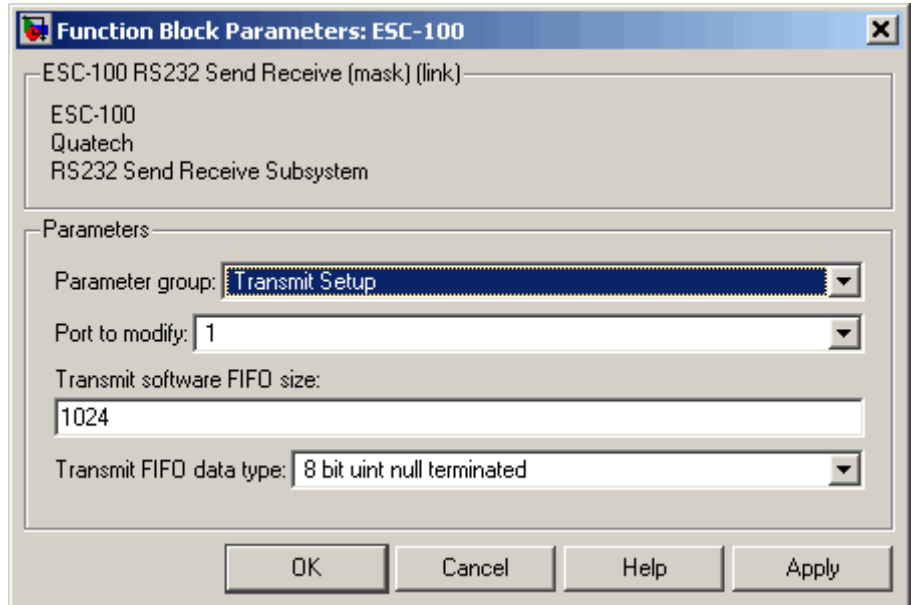 Function Block Parameters: ESC-100
ESC-100 RS232 Send Receive (mask) (link)
ESC-100
Quatech
RS232 Send Receive Subsystem
Parameters
Parameter group: Transmit Setup
Port to modify: 1
Transmit software FIFO size:
1024
Transmit FIFO data type: 8 bit uint null terminated
OK Cancel Help Apply